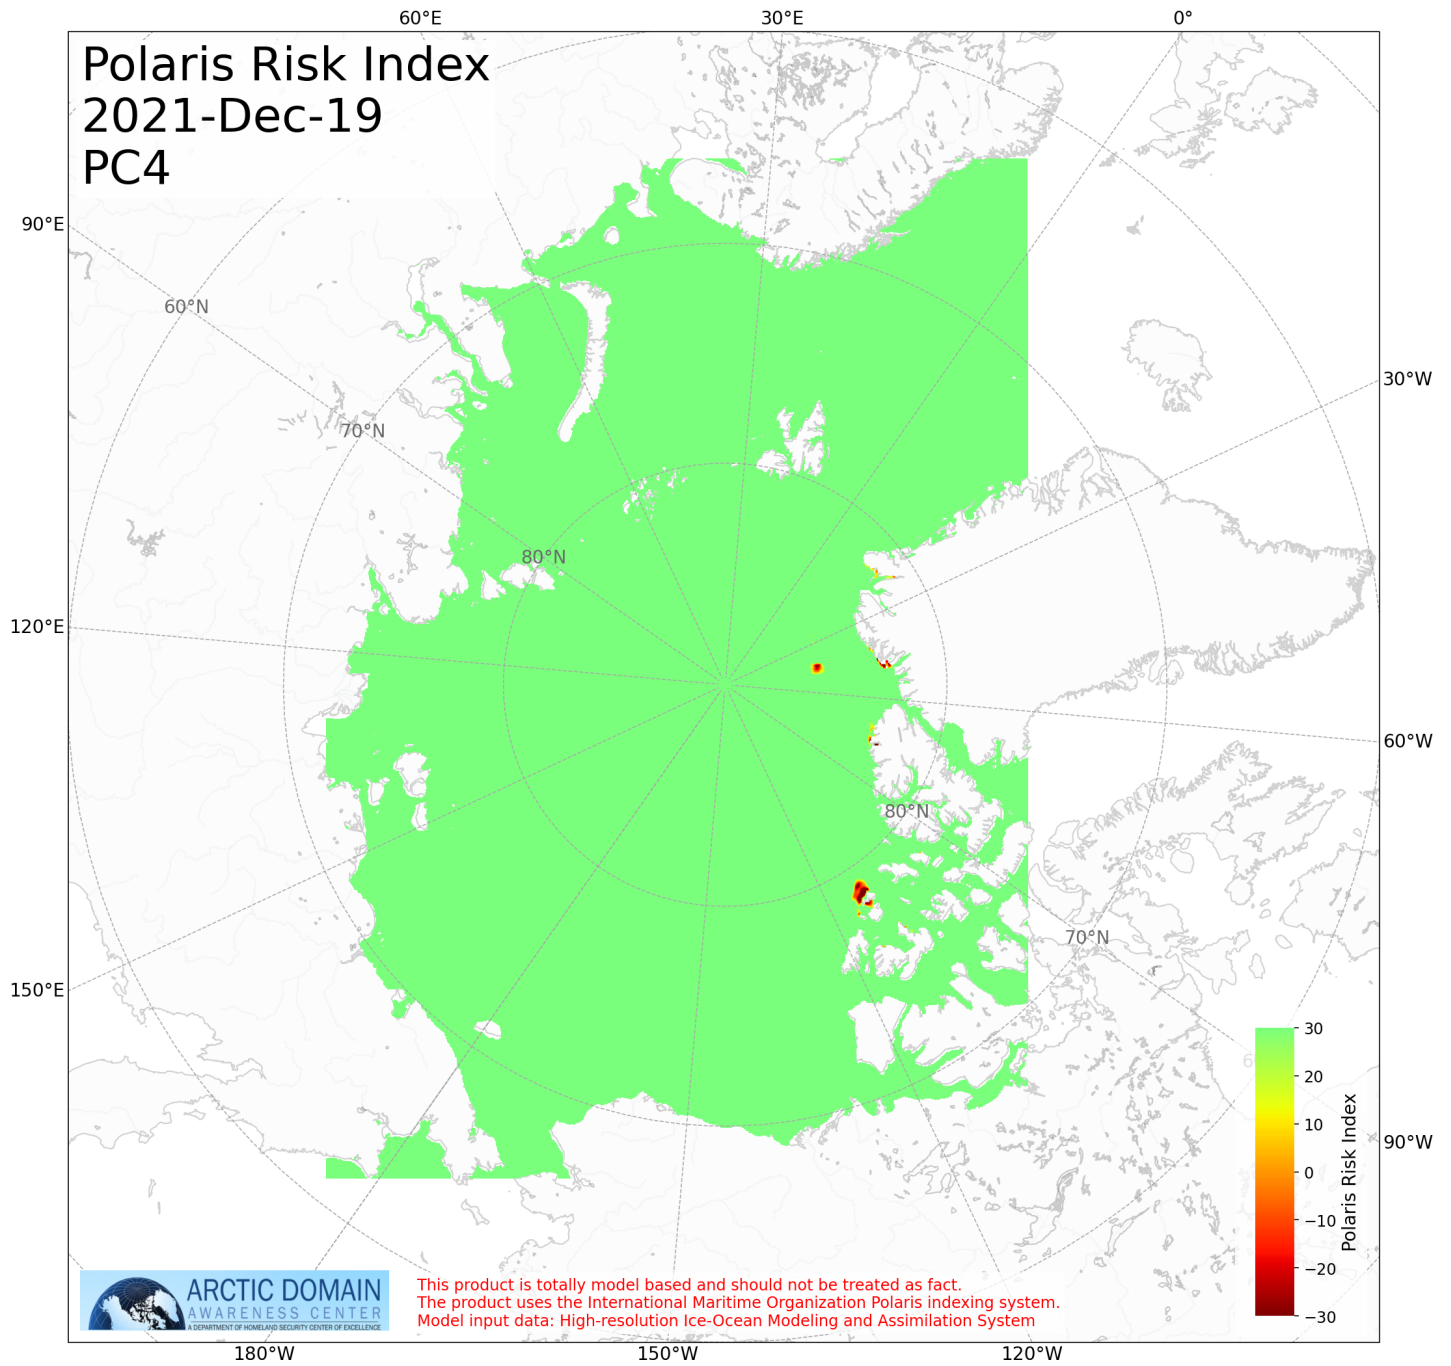 60°E 30°E 0°
Polaris Risk Index
2021-Dec-19
PC4
90°E
60°N
30°W
70°N
80°N
120°E
60°W
80°N
70°N
150°E
30
20
10
0
−10
−20
−30
Polaris Risk Index
90°W
ARCTIC DOMAIN
AWARENESS CENTER
A DEPARTMENT OF HOMELAND SECURITY CENTER OF EXCELLENCE
This product is totally model based and should not be treated as fact.
The product uses the International Maritime Organization Polaris indexing system.
Model input data: High-resolution Ice-Ocean Modeling and Assimilation System
180°W 150°W 120°W